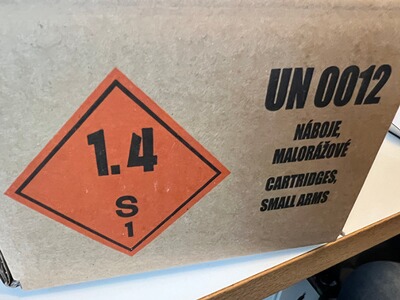 1.4
S
1
UN 0012
NÁBOJE,
MALORÁŽOVÉ
CARTRIDGES,
SMALL ARMS